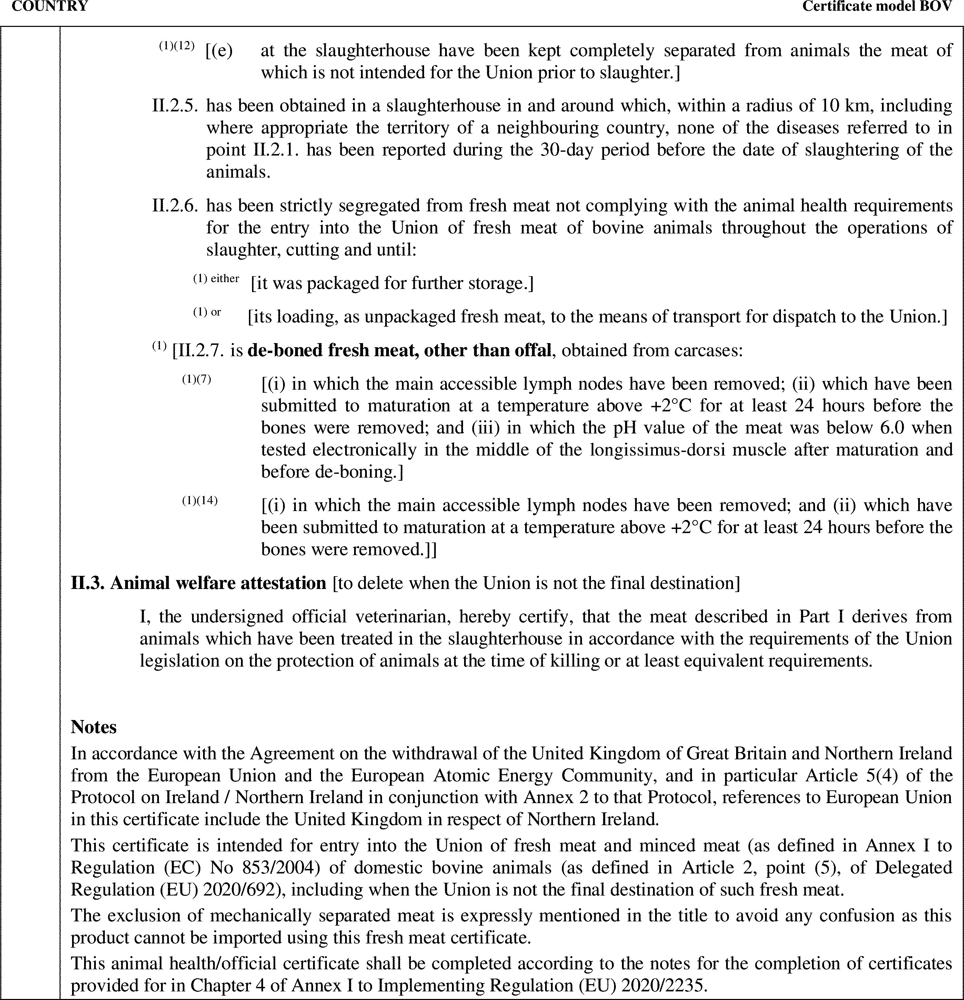 COUNTRY Certificate model BOV
(1)(12) [(e) at the slaughterhouse have been kept completely separated from animals the meat of
which is not intended for the Union prior to slaughter.]
II.2.5. has been obtained in a slaughterhouse in and around which, within a radius of 10 km, including
where appropriate the territory of a neighbouring country, none of the diseases referred to in
point II.2.1. has been reported during the 30-day period before the date of slaughtering of the
animals.
II.2.6. has been strictly segregated from fresh meat not complying with the animal health requirements
for the entry into the Union of fresh meat of bovine animals throughout the operations of
slaughter, cutting and until:
(1) either [it was packaged for further storage.]
(1) or [its loading, as unpackaged fresh meat, to the means of transport for dispatch to the Union.]
(1) [II.2.7. is de-boned fresh meat, other than offal, obtained from carcases:
(1)(7) [(i) in which the main accessible lymph nodes have been removed; (ii) which have been
submitted to maturation at a temperature above +2°C for at least 24 hours before the
bones were removed; and (iii) in which the pH value of the meat was below 6.0 when
tested electronically in the middle of the longissimus-dorsi muscle after maturation and
before de-boning.]
(1)(14) [(i) in which the main accessible lymph nodes have been removed; and (ii) which have
been submitted to maturation at a temperature above +2°C for at least 24 hours before the
bones were removed.]]
II.3. Animal welfare attestation [to delete when the Union is not the final destination]
I, the undersigned official veterinarian, hereby certify, that the meat described in Part I derives from
animals which have been treated in the slaughterhouse in accordance with the requirements of the Union
legislation on the protection of animals at the time of killing or at least equivalent requirements.
Notes
In accordance with the Agreement on the withdrawal of the United Kingdom of Great Britain and Northern Ireland
from the European Union and the European Atomic Energy Community, and in particular Article 5(4) of the
Protocol on Ireland / Northern Ireland in conjunction with Annex 2 to that Protocol, references to European Union
in this certificate include the United Kingdom in respect of Northern Ireland.
This certificate is intended for entry into the Union of fresh meat and minced meat (as defined in Annex I to
Regulation (EC) No 853/2004) of domestic bovine animals (as defined in Article 2, point (5), of Delegated
Regulation (EU) 2020/692), including when the Union is not the final destination of such fresh meat.
The exclusion of mechanically separated meat is expressly mentioned in the title to avoid any confusion as this
product cannot be imported using this fresh meat certificate.
This animal health/official certificate shall be completed according to the notes for the completion of certificates
provided for in Chapter 4 of Annex I to Implementing Regulation (EU) 2020/2235.